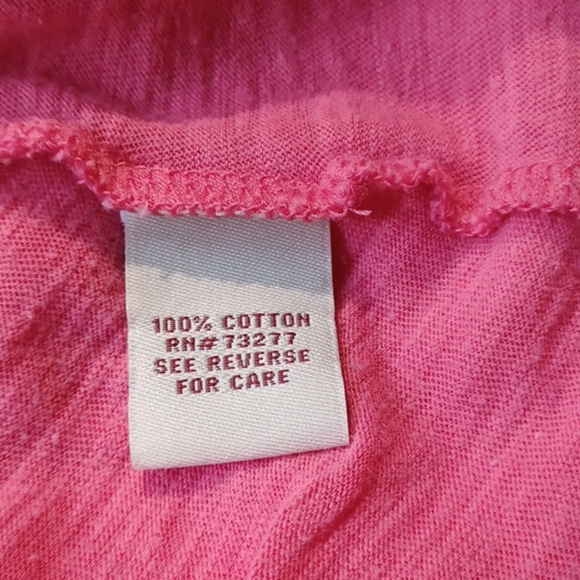 100% COTTON
RN#73277
SEE REVERSE
FOR CARE